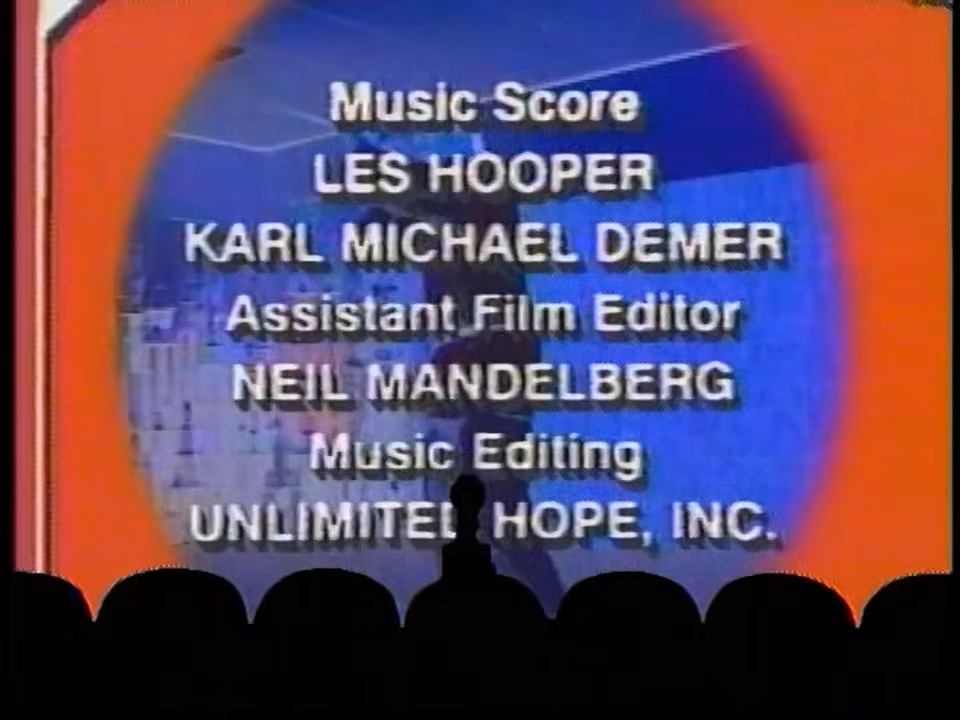 Music Score
LES HOOPER
KARL MICHAEL DEMER
Assistant Film Editor
NEIL MANDELBERG
Music Editing
UNLIMITED HOPE, INC.